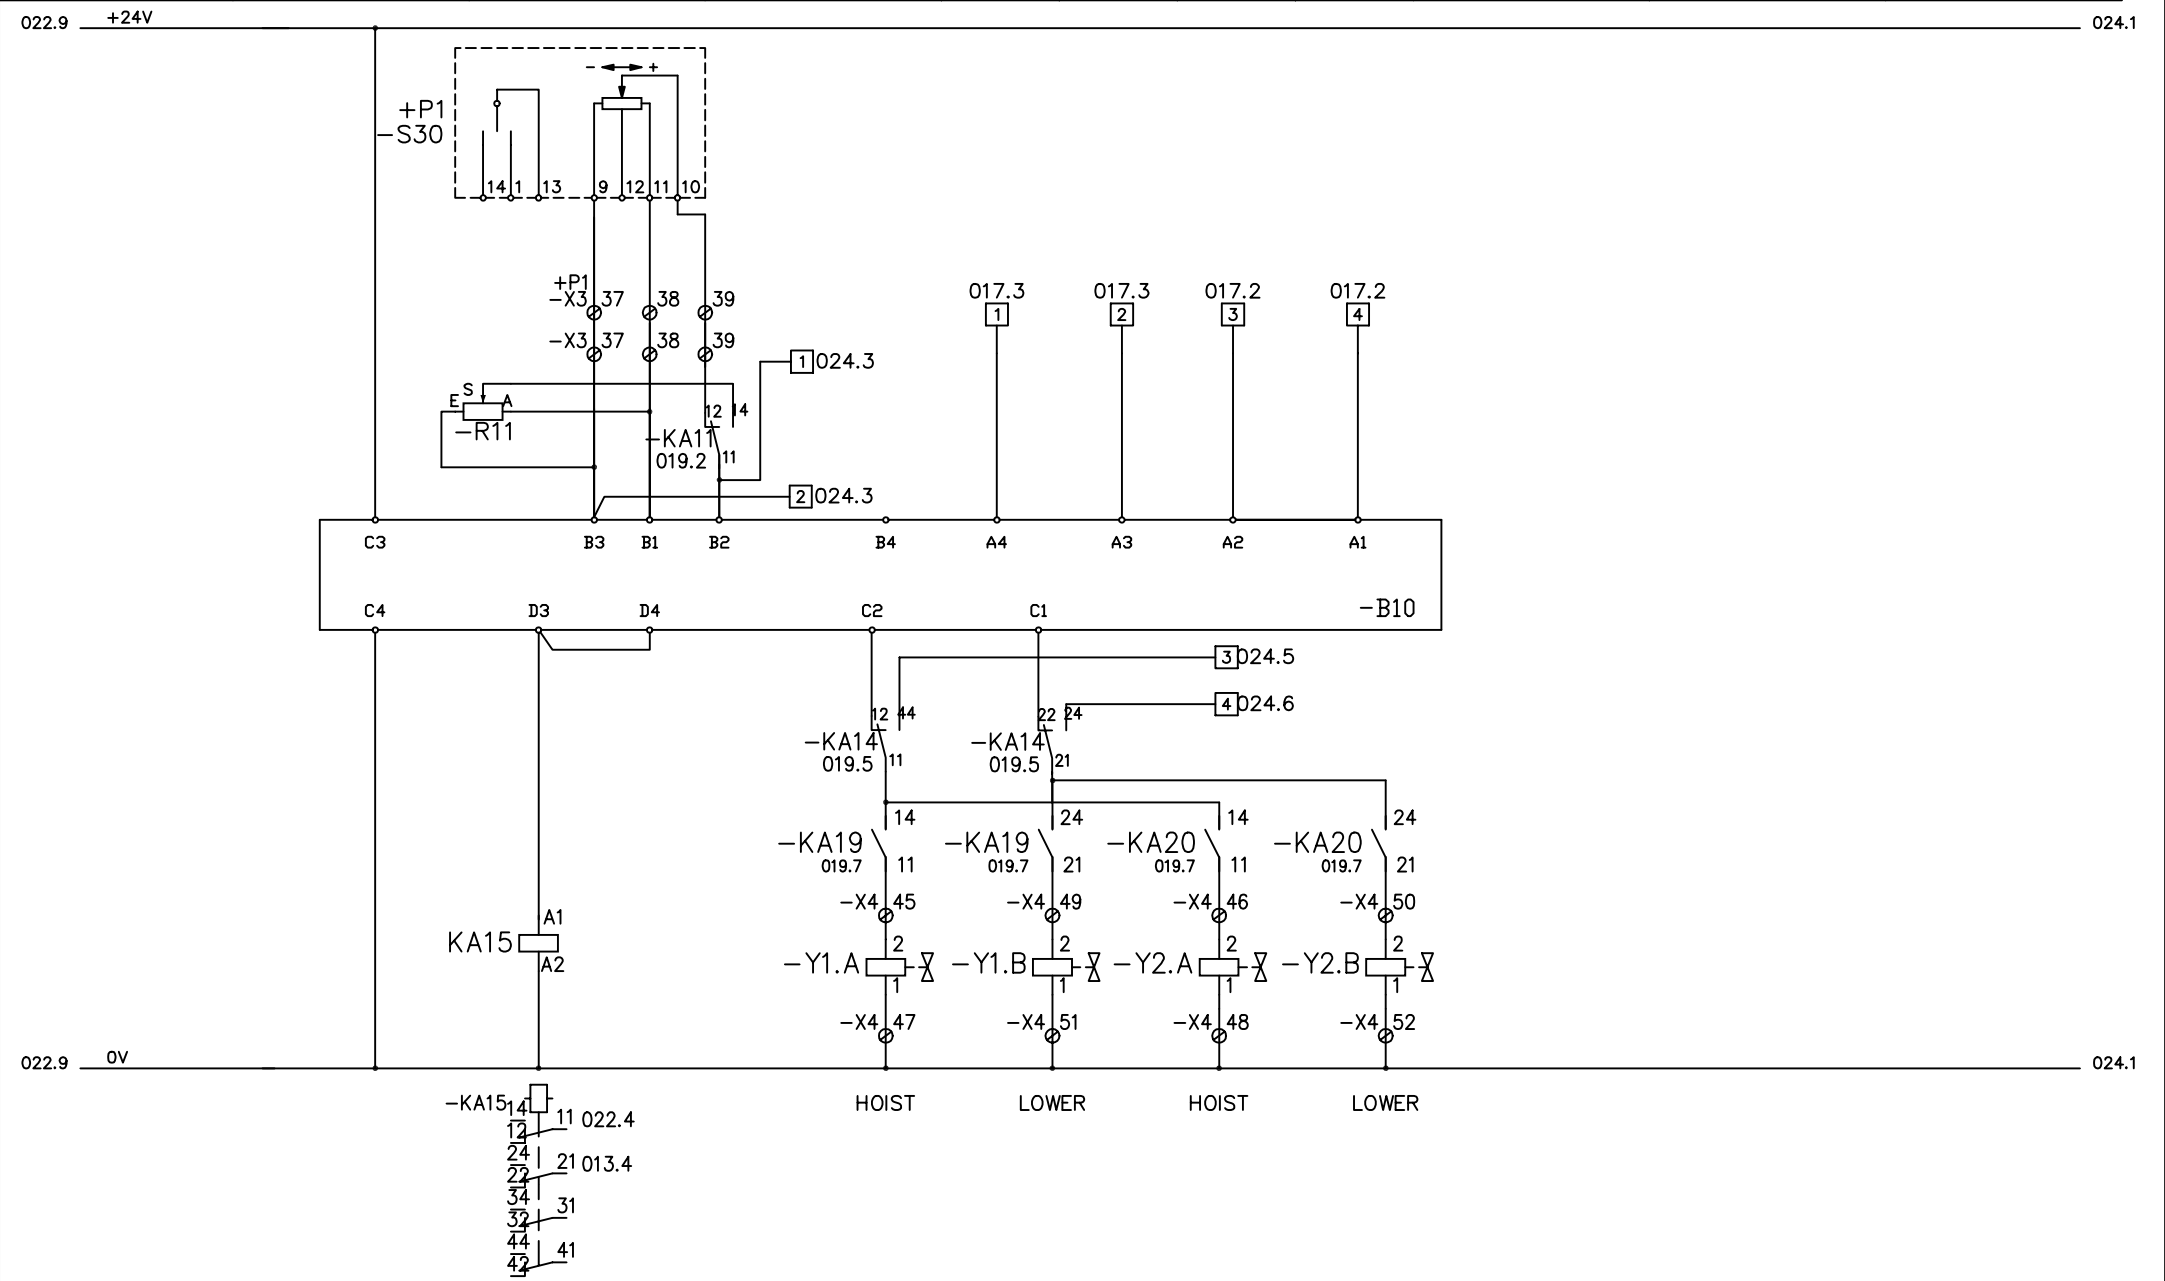 022.9 +24V 024.1
- +
+P1
-S30
14 1 13 9 12 11 10
+P1
-X3 37 38 39
017.3 017.3 017.2 017.2
1 2 3 4
-X3 37 38 39
1 024.3
S
E A
-R11
12 14
-KA11
019.2 11
2 024.3
C3 B3 B1 B2 B4 A4 A3 A2 A1
C4 D3 D4 C2 C1 -B10
3 024.5
4 024.6
12 44 22 24
-KA14 -KA14
019.5 11 019.5 21
14 24 14 24
-KA19 -KA19 -KA20 -KA20
019.7 11 019.7 21 019.7 11 019.7 21
-X4 45 -X4 49 -X4 46 -X4 50
A1
KA15
A2
2 2 2 2
-Y1.A -Y1.B -Y2.A -Y2.B
1 1 1 1
-X4 47 -X4 51 -X4 48 -X4 52
022.9 0V 024.1
HOIST LOWER HOIST LOWER
-KA15
14
11 022.4
12
24
21 013.4
22
34
31
32
44
41
42